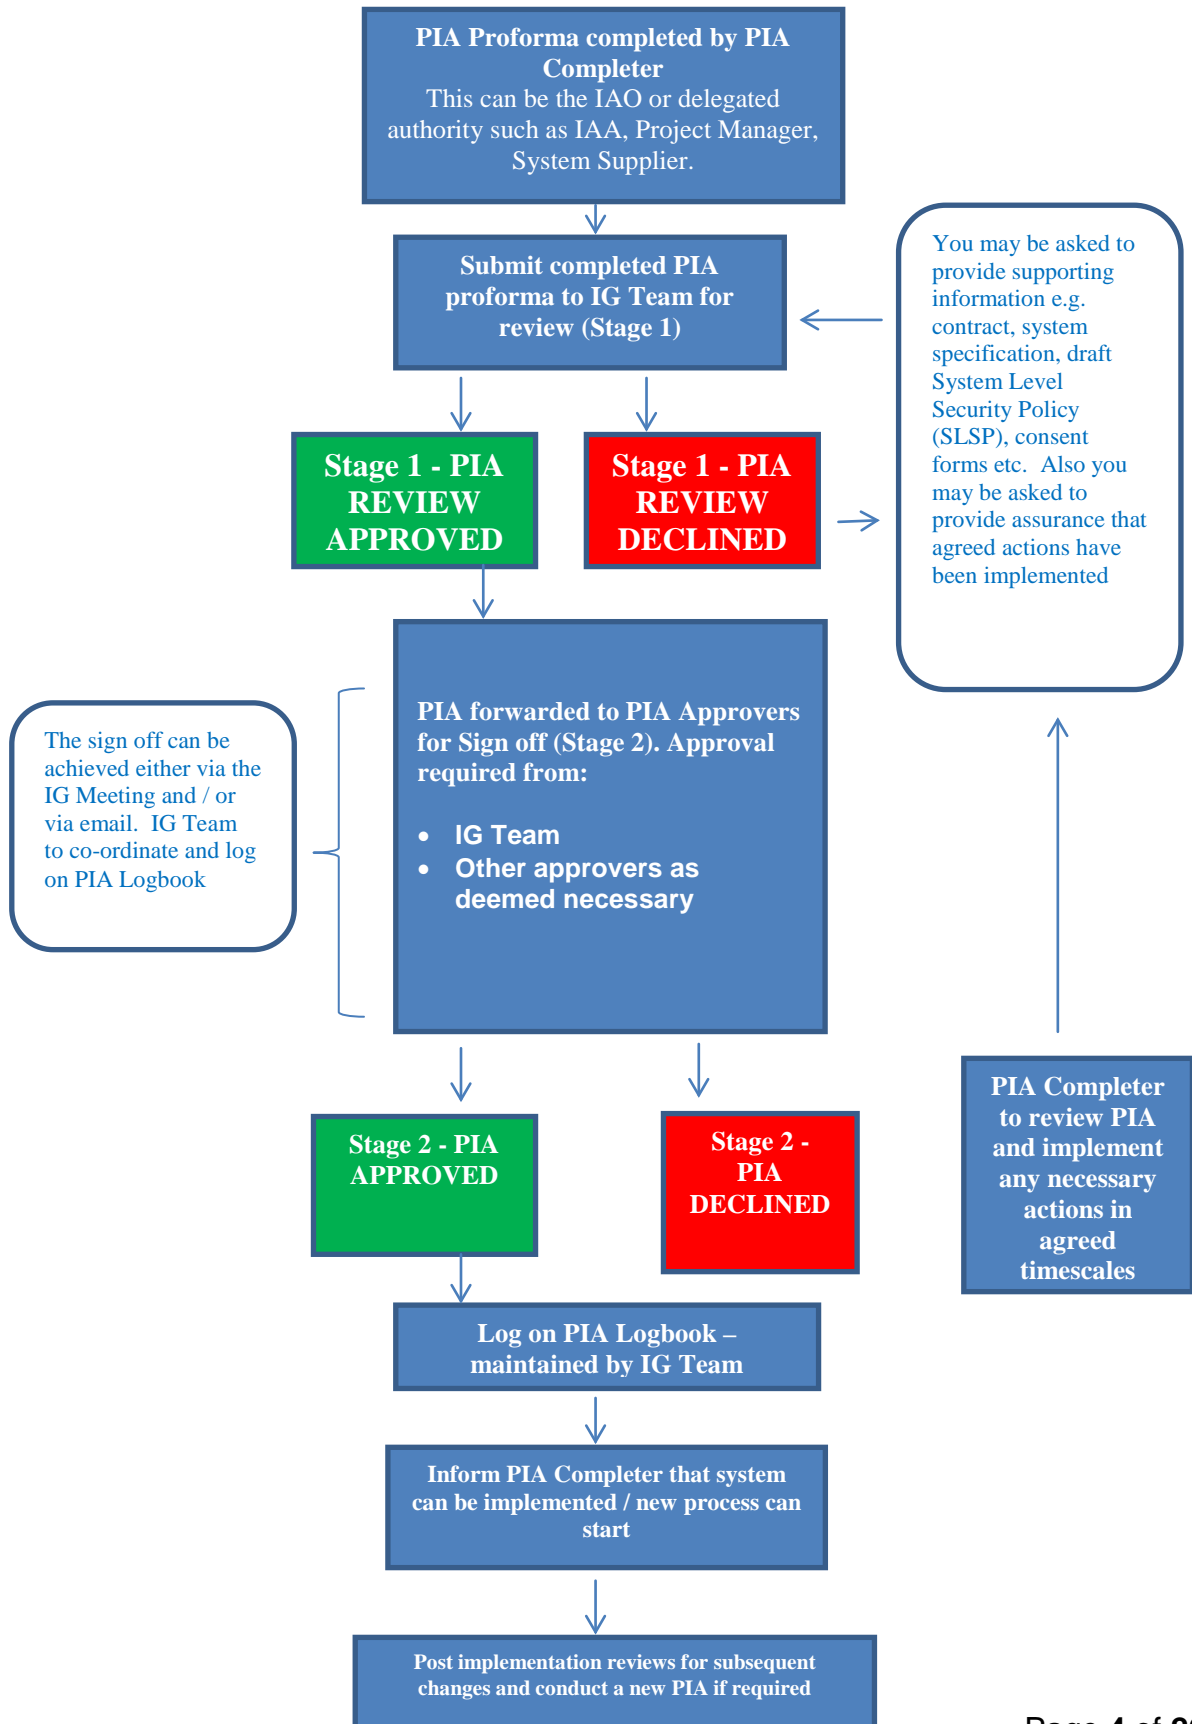 PIA Proforma completed by PIA
Completer
This can be the IAO or delegated
authority such as IAA, Project Manager,
System Supplier.
Submit completed PIA
proforma to IG Team for
review (Stage 1)
You may be asked to
provide supporting
information e.g.
contract, system
specification, draft
System Level
Security Policy
(SLSP), consent
forms etc.  Also you
may be asked to
provide assurance that
agreed actions have
been implemented
Stage 1 - PIA
REVIEW
APPROVED
Stage 1 - PIA
REVIEW
DECLINED
PIA forwarded to PIA Approvers
for Sign off (Stage 2). Approval
required from:
• IG Team
• Other approvers as
deemed necessary
The sign off can be
achieved either via the
IG Meeting and / or
via email.  IG Team
to co-ordinate and log
on PIA Logbook
Stage 2 - PIA
APPROVED
Stage 2 -
PIA
DECLINED
PIA Completer
to review PIA
and implement
any necessary
actions in
agreed
timescales
Log on PIA Logbook –
maintained by IG Team
Inform PIA Completer that system
can be implemented / new process can
start
Post implementation reviews for subsequent
changes and conduct a new PIA if required
Page 4 of